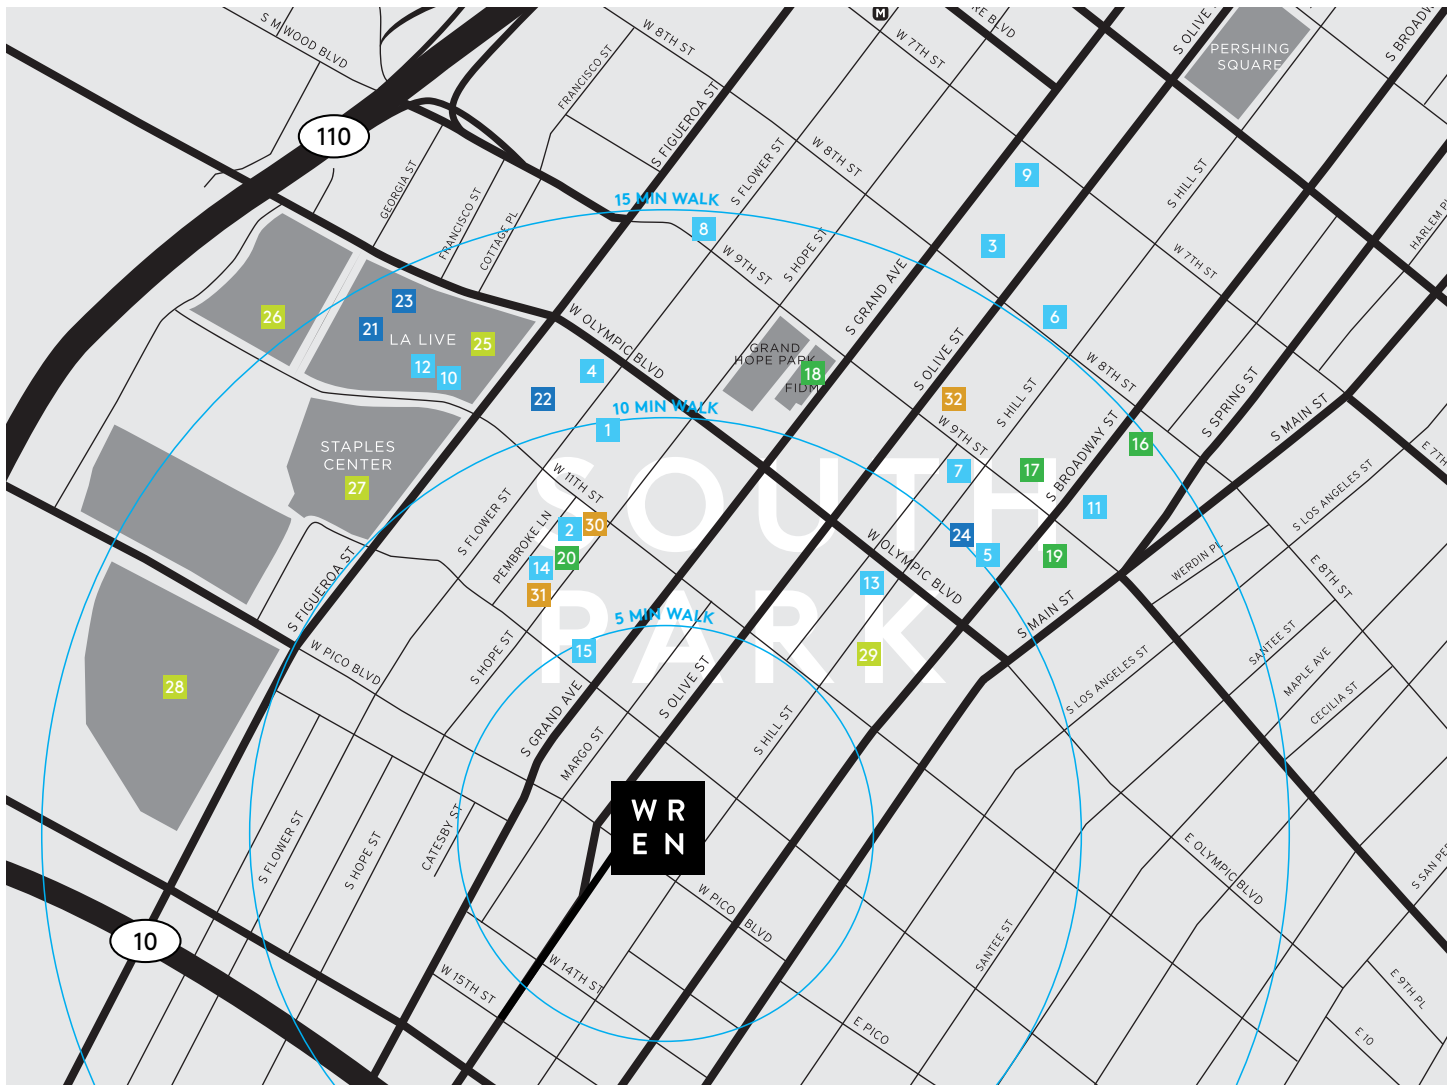 S M
WOOD BLVD
W 8TH ST
M
RE BLVD
W 7TH ST
S OLIVE
PERSHING
SQUARE
S BROADW
FRANCISCO ST
S FIGUEROA ST
110
W 8TH ST
S FLOWER ST
GEORGIA ST
FRANCISCO ST
COTTAGE PL
15 MIN WALK
9
S HILL ST
HARLEM PL
8
3
W 9TH ST
S HOPE ST
S GRAND AVE
W 7TH ST
23
26
21
LA LIVE
25
12
10
W OLYMPIC BLVD
4
22
6
GRAND
HOPE PARK
18
FIDM
S OLIVE ST
W 8TH ST
S HILL ST
S SPRING ST
S MAIN ST
32
10 MIN WALK
1
W 9TH ST
S BROADWAY ST
16
E 7TH
STAPLES
CENTER
27
SOUTH
PARK
W 11TH ST
7
17
S LOS ANGELES ST
S FLOWER ST
PEMBROKE LN
2
30
11
24
5
19
W OLYMPIC BLVD
WERDIN PL
E 8TH ST
20
14
31
13
S FIGUEROA ST
5 MIN WALK
S MAIN ST
15
29
W PICO BLVD
S HOPE ST
S OLIVE ST
S LOS ANGELES ST
SANTEE ST
MAPLE AVE
CECILIA ST
28
S GRAND AVE
MARGO ST
S HILL ST
W R
E N
S FLOWER ST
S HOPE ST
CATESBY ST
E OLYMPIC BLVD
S SAN PE
W PICO BLVD
10
SANTEE ST
W 15TH ST
W 14TH ST
E 9TH PL
E PICO
E 10